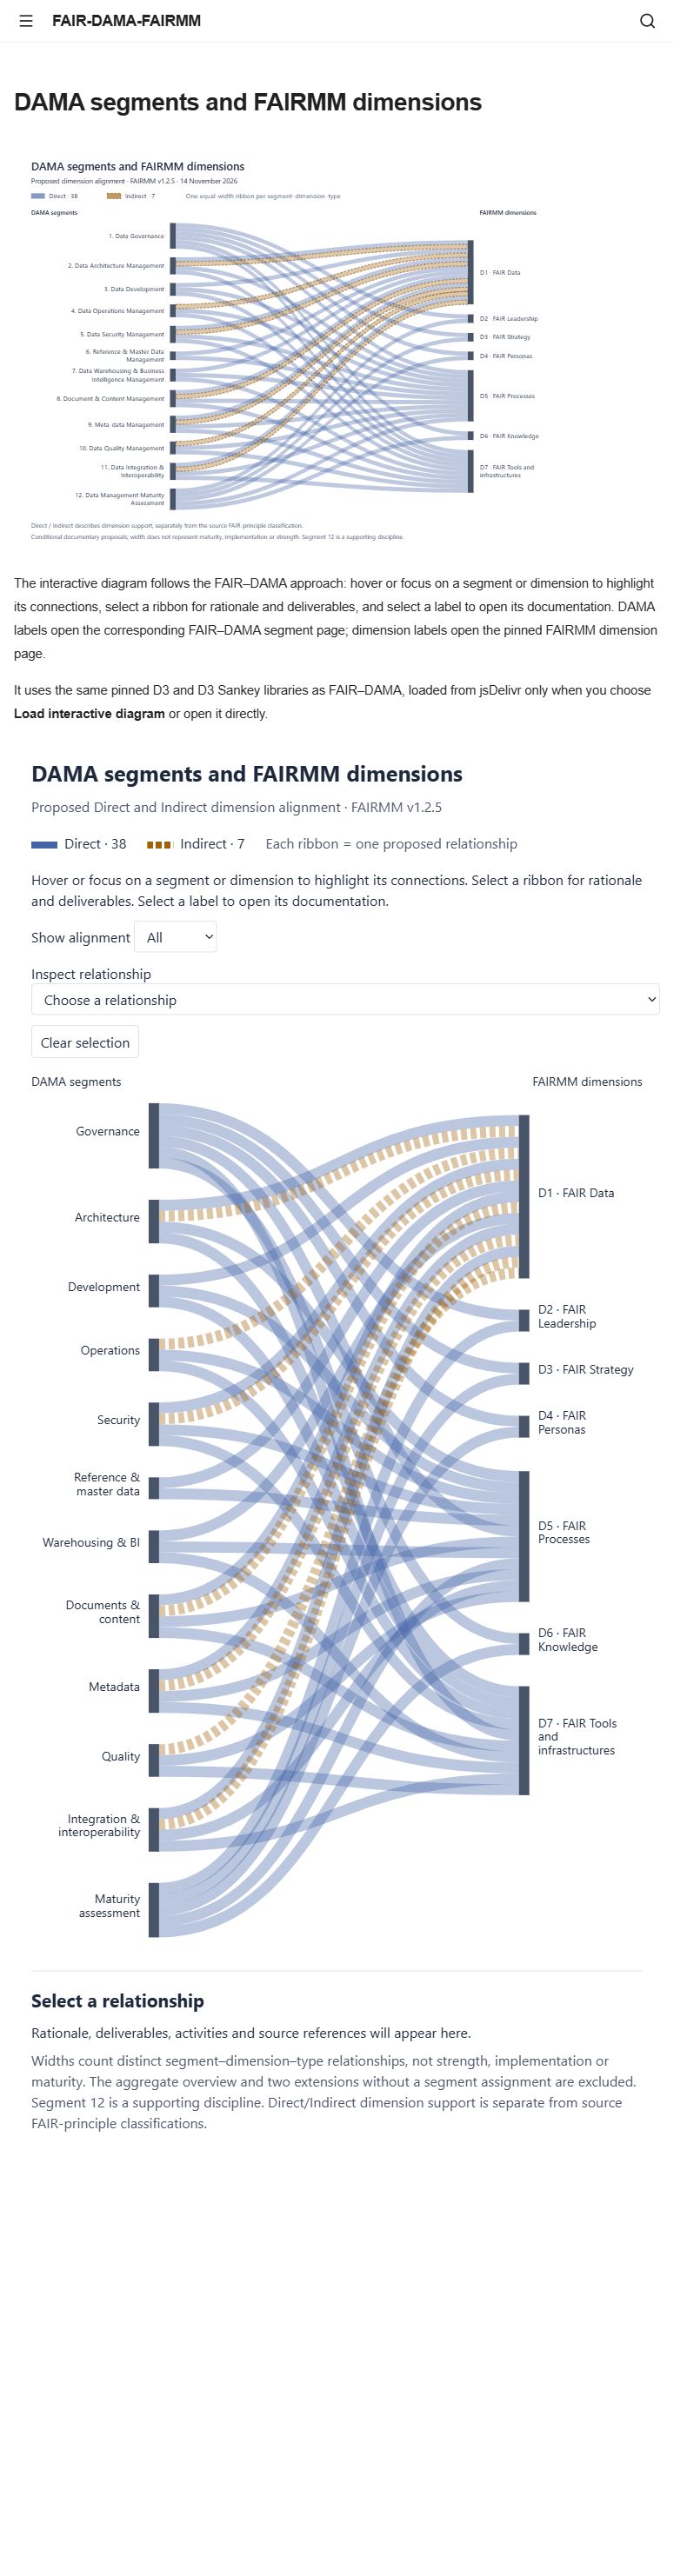 FAIR-DAMA-FAIRMM
DAMA segments and FAIRMM dimensions
DAMA segments and FAIRMM dimensions
Proposed dimension alignment · FAIRMM v1.2.5 · 14 November 2026
Direct · 38
Indirect · 7
One equal-width ribbon per segment–dimension–type
DAMA segments
FAIRMM dimensions
1. Data Governance
2. Data Architecture Management
3. Data Development
4. Data Operations Management
5. Data Security Management
6. Reference & Master Data
Management
7. Data Warehousing & Business
Intelligence Management
8. Document & Content Management
9. Meta-data Management
10. Data Quality Management
11. Data Integration &
Interoperability
12. Data Management Maturity
Assessment
D1 · FAIR Data
D2 · FAIR Leadership
D3 · FAIR Strategy
D4 · FAIR Personas
D5 · FAIR Processes
D6 · FAIR Knowledge
D7 · FAIR Tools and
infrastructures
Direct / Indirect describes dimension support, separately from the source FAIR-principle classification.
Conditional documentary proposals; width does not represent maturity, implementation or strength. Segment 12 is a supporting discipline.
The interactive diagram follows the FAIR–DAMA approach: hover or focus on a segment or dimension to highlight
its connections, select a ribbon for rationale and deliverables, and select a label to open its documentation. DAMA
labels open the corresponding FAIR–DAMA segment page; dimension labels open the pinned FAIRMM dimension
page.
It uses the same pinned D3 and D3 Sankey libraries as FAIR–DAMA, loaded from jsDelivr only when you choose
Load interactive diagram or open it directly.
DAMA segments and FAIRMM dimensions
Proposed Direct and Indirect dimension alignment · FAIRMM v1.2.5
Direct · 38
Indirect · 7
Each ribbon = one proposed relationship
Hover or focus on a segment or dimension to highlight its connections. Select a ribbon for rationale
and deliverables. Select a label to open its documentation.
Show alignment All
Inspect relationship
Choose a relationship
Clear selection
DAMA segments
FAIRMM dimensions
Governance
Architecture
Development
Operations
Security
Reference &
master data
Warehousing & BI
Documents &
content
Metadata
Quality
Integration &
interoperability
Maturity
assessment
D1 · FAIR Data
D2 · FAIR
Leadership
D3 · FAIR Strategy
D4 · FAIR
Personas
D5 · FAIR
Processes
D6 · FAIR
Knowledge
D7 · FAIR Tools
and
infrastructures
Select a relationship
Rationale, deliverables, activities and source references will appear here.
Widths count distinct segment–dimension–type relationships, not strength, implementation or
maturity. The aggregate overview and two extensions without a segment assignment are excluded.
Segment 12 is a supporting discipline. Direct/Indirect dimension support is separate from source
FAIR-principle classifications.